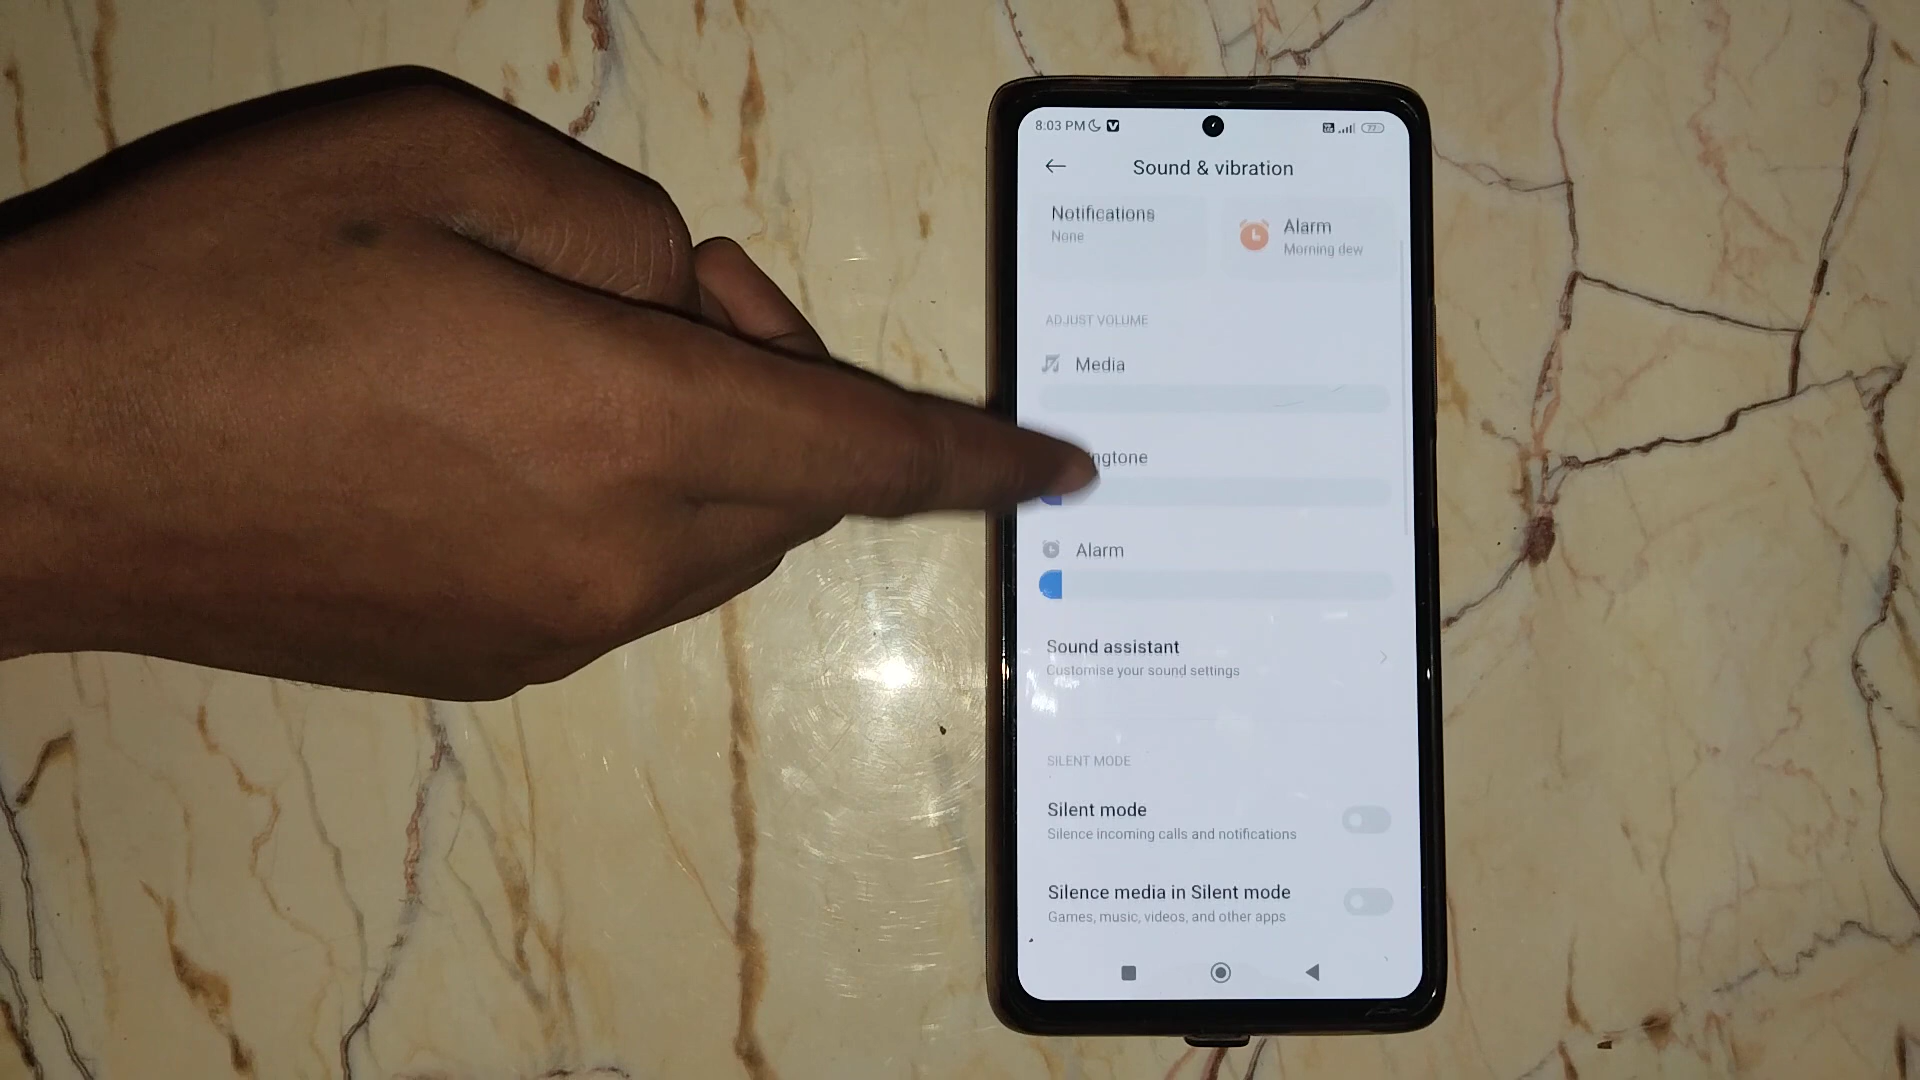 8:03 PM
77
Sound & vibration
Notifications
None
Alarm
Morning dew
ADJUST VOLUME
Media
ngtone
Alarm
Sound assistant
Customise your sound settings
SILENT MODE
Silent mode
Silence incoming calls and notifications
Silence media in Silent mode
Games, music, videos, and other apps